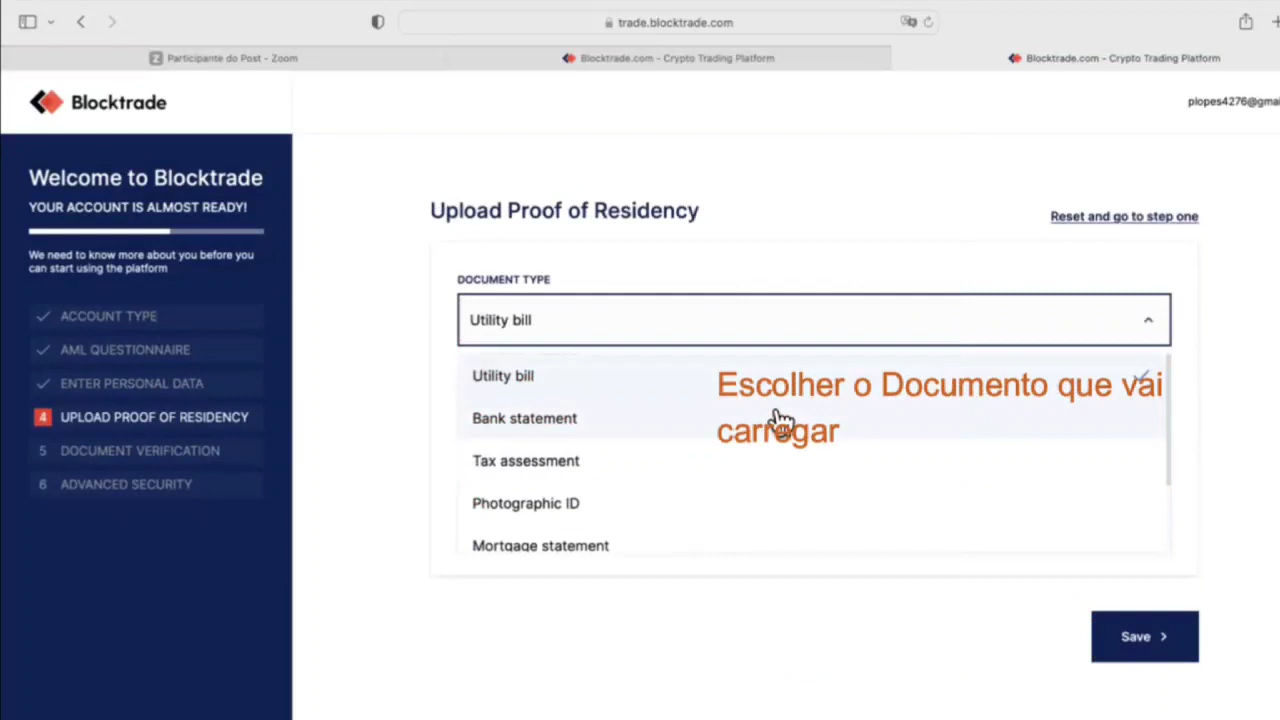 trade.blocktrade.com
Z Participante do Post - Zoom
Blocktrade.com - Crypto Trading Platform
Blocktrade.com - Crypto Trading Platform
Blocktrade
plopes4276@gmai
Welcome to Blocktrade
YOUR ACCOUNT IS ALMOST READY!
We need to know more about you before you
can start using the platform
ACCOUNT TYPE
AML QUESTIONNAIRE
ENTER PERSONAL DATA
4 UPLOAD PROOF OF RESIDENCY
5 DOCUMENT VERIFICATION
6 ADVANCED SECURITY
Upload Proof of Residency
Reset and go to step one
DOCUMENT TYPE
Utility bill
Utility bill
Bank statement
Tax assessment
Photographic ID
Mortgage statement
Escolher o Documento que vai
carregar
Save